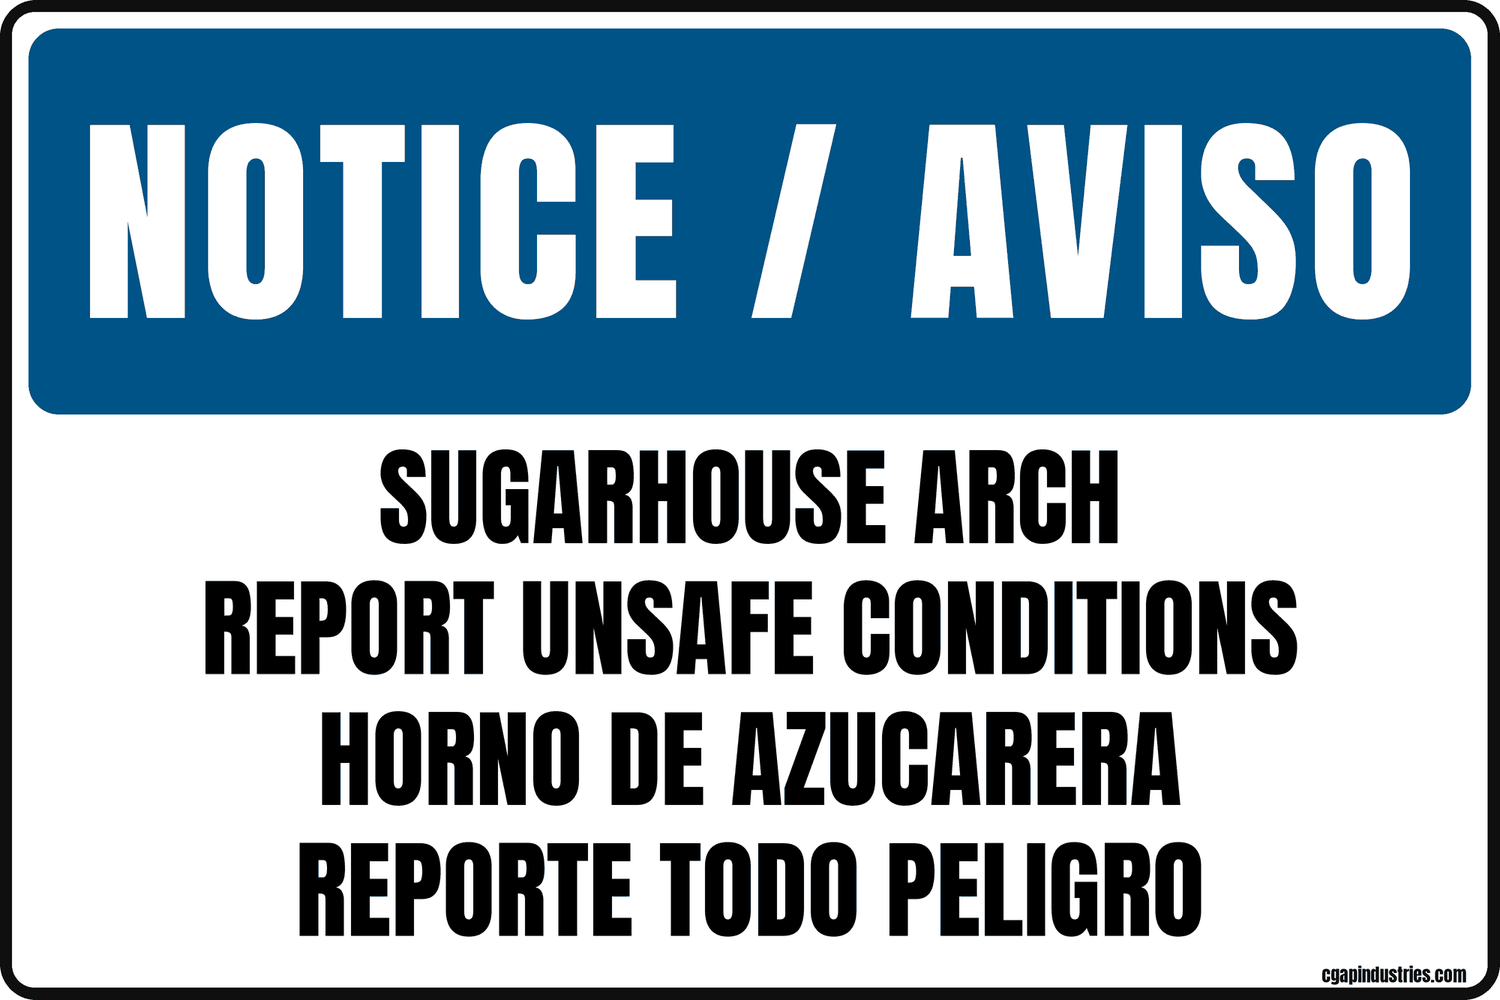 NOTICE / AVISO
SUGARHOUSE ARCH
REPORT UNSAFE CONDITIONS
HORNO DE AZUCARERA
REPORTE TODO PELIGRO
cgapindustries.com